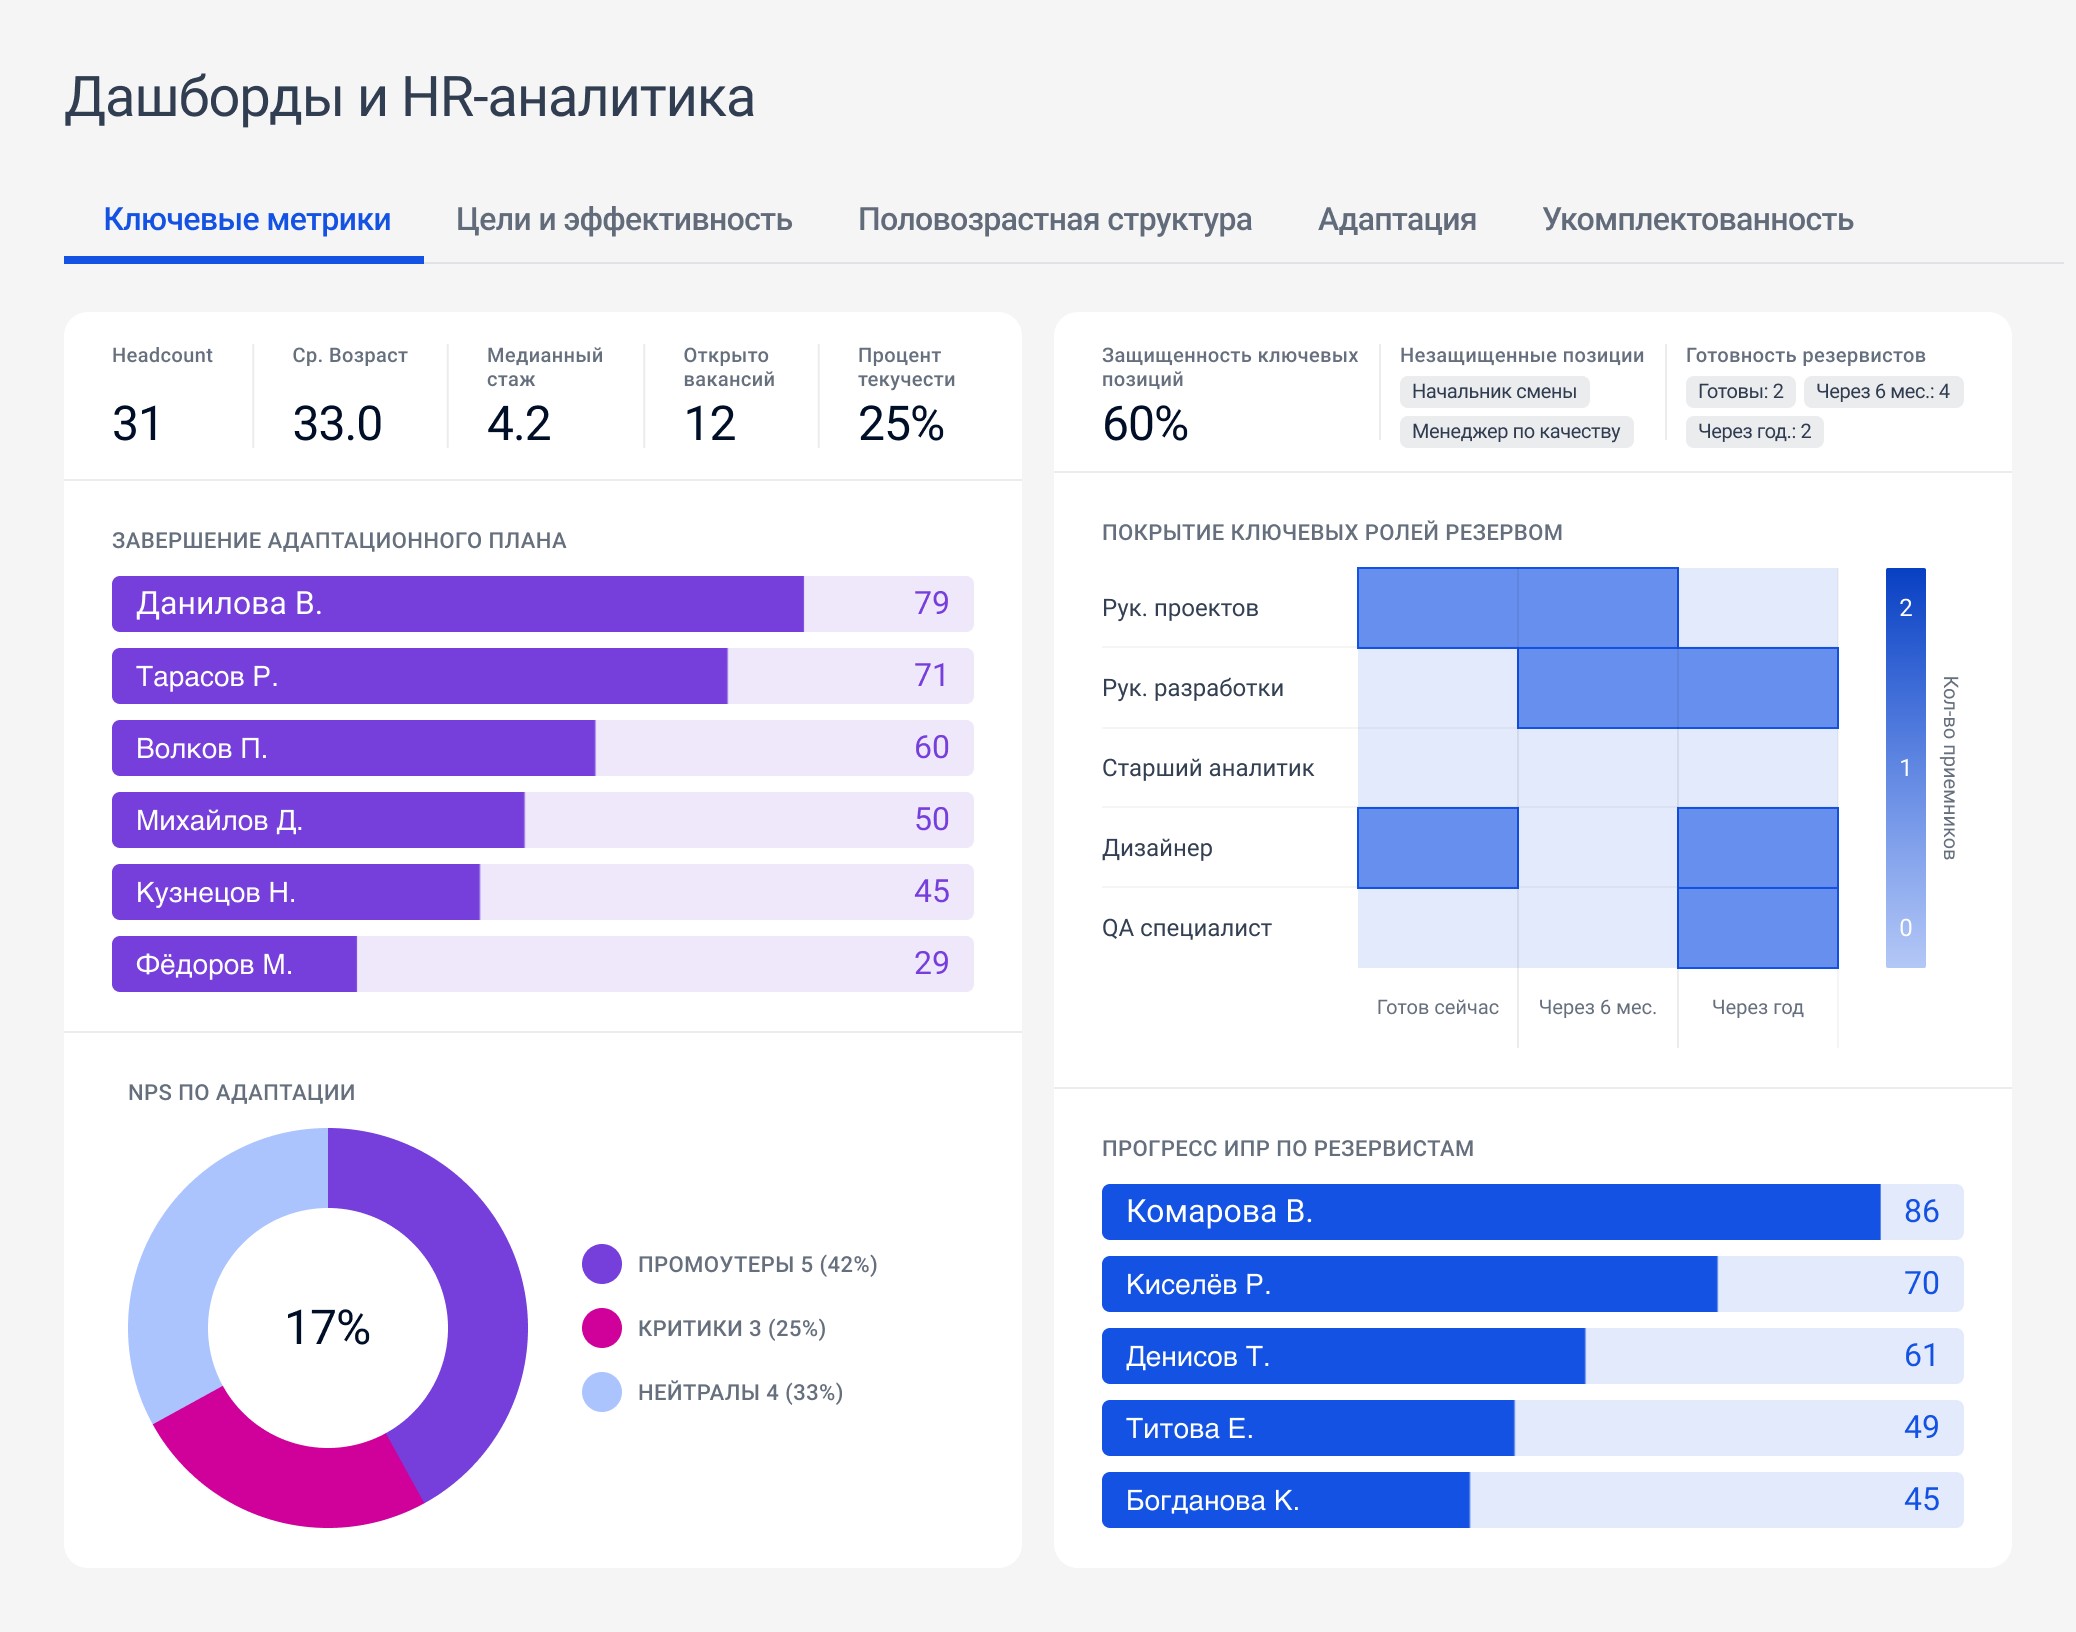 Дашборды и HR-аналитика
Ключевые метрики
Цели и эффективность
Половозрастная структура
Адаптация
Укомплектованность
Headcount
31
Ср. Возраст
33.0
Медианный
стаж
4.2
Открыто
вакансий
12
Процент
текучести
25%
ЗАВЕРШЕНИЕ АДАПТАЦИОННОГО ПЛАНА
Данилова В. 79
Тарасов Р. 71
Волков П. 60
Михайлов Д. 50
Кузнецов Н. 45
Фёдоров М. 29
NPS ПО АДАПТАЦИИ
17%
ПРОМОУТЕРЫ 5 (42%)
КРИТИКИ 3 (25%)
НЕЙТРАЛЫ 4 (33%)
Защищенность ключевых
позиций
60%
Незащищенные позиции
Начальник смены
Менеджер по качеству
Готовность резервистов
Готовы: 2
Через 6 мес.: 4
Через год.: 2
ПОКРЫТИЕ КЛЮЧЕВЫХ РОЛЕЙ РЕЗЕРВОМ
Рук. проектов
Рук. разработки
Старший аналитик
Дизайнер
QA специалист
Готов сейчас
Через 6 мес.
Через год
2
1
0
Кол-во приемников
ПРОГРЕСС ИПР ПО РЕЗЕРВИСТАМ
Комарова В. 86
Киселёв Р. 70
Денисов Т. 61
Титова Е. 49
Богданова К. 45